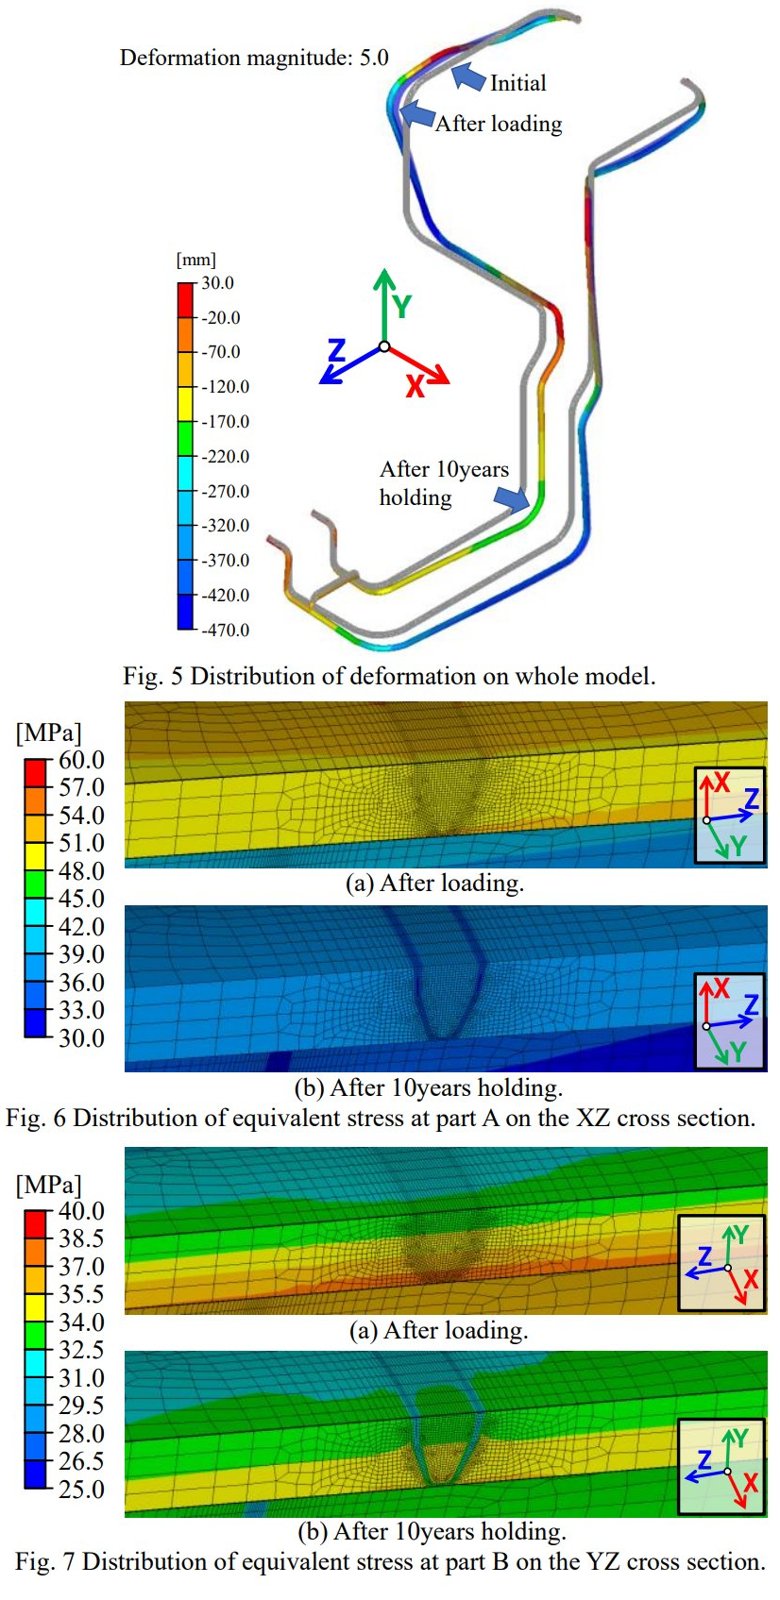 Deformation magnitude: 5.0
Initial
After loading
[mm]
30.0
-20.0
-70.0
-120.0
-170.0
-220.0
-270.0
-320.0
-370.0
-420.0
-470.0
Y
Z
X
After 10years
holding
Fig. 5 Distribution of deformation on whole model.
[MPa]
60.0
57.0
54.0
51.0
48.0
45.0
42.0
39.0
36.0
33.0
30.0
X
Z
Y
(a) After loading.
X
Z
Y
(b) After 10years holding.
Fig. 6 Distribution of equivalent stress at part A on the XZ cross section.
[MPa]
40.0
38.5
37.0
35.5
34.0
32.5
31.0
29.5
28.0
26.5
25.0
Y
Z
X
(a) After loading.
Y
Z
X
(b) After 10years holding.
Fig. 7 Distribution of equivalent stress at part B on the YZ cross section.